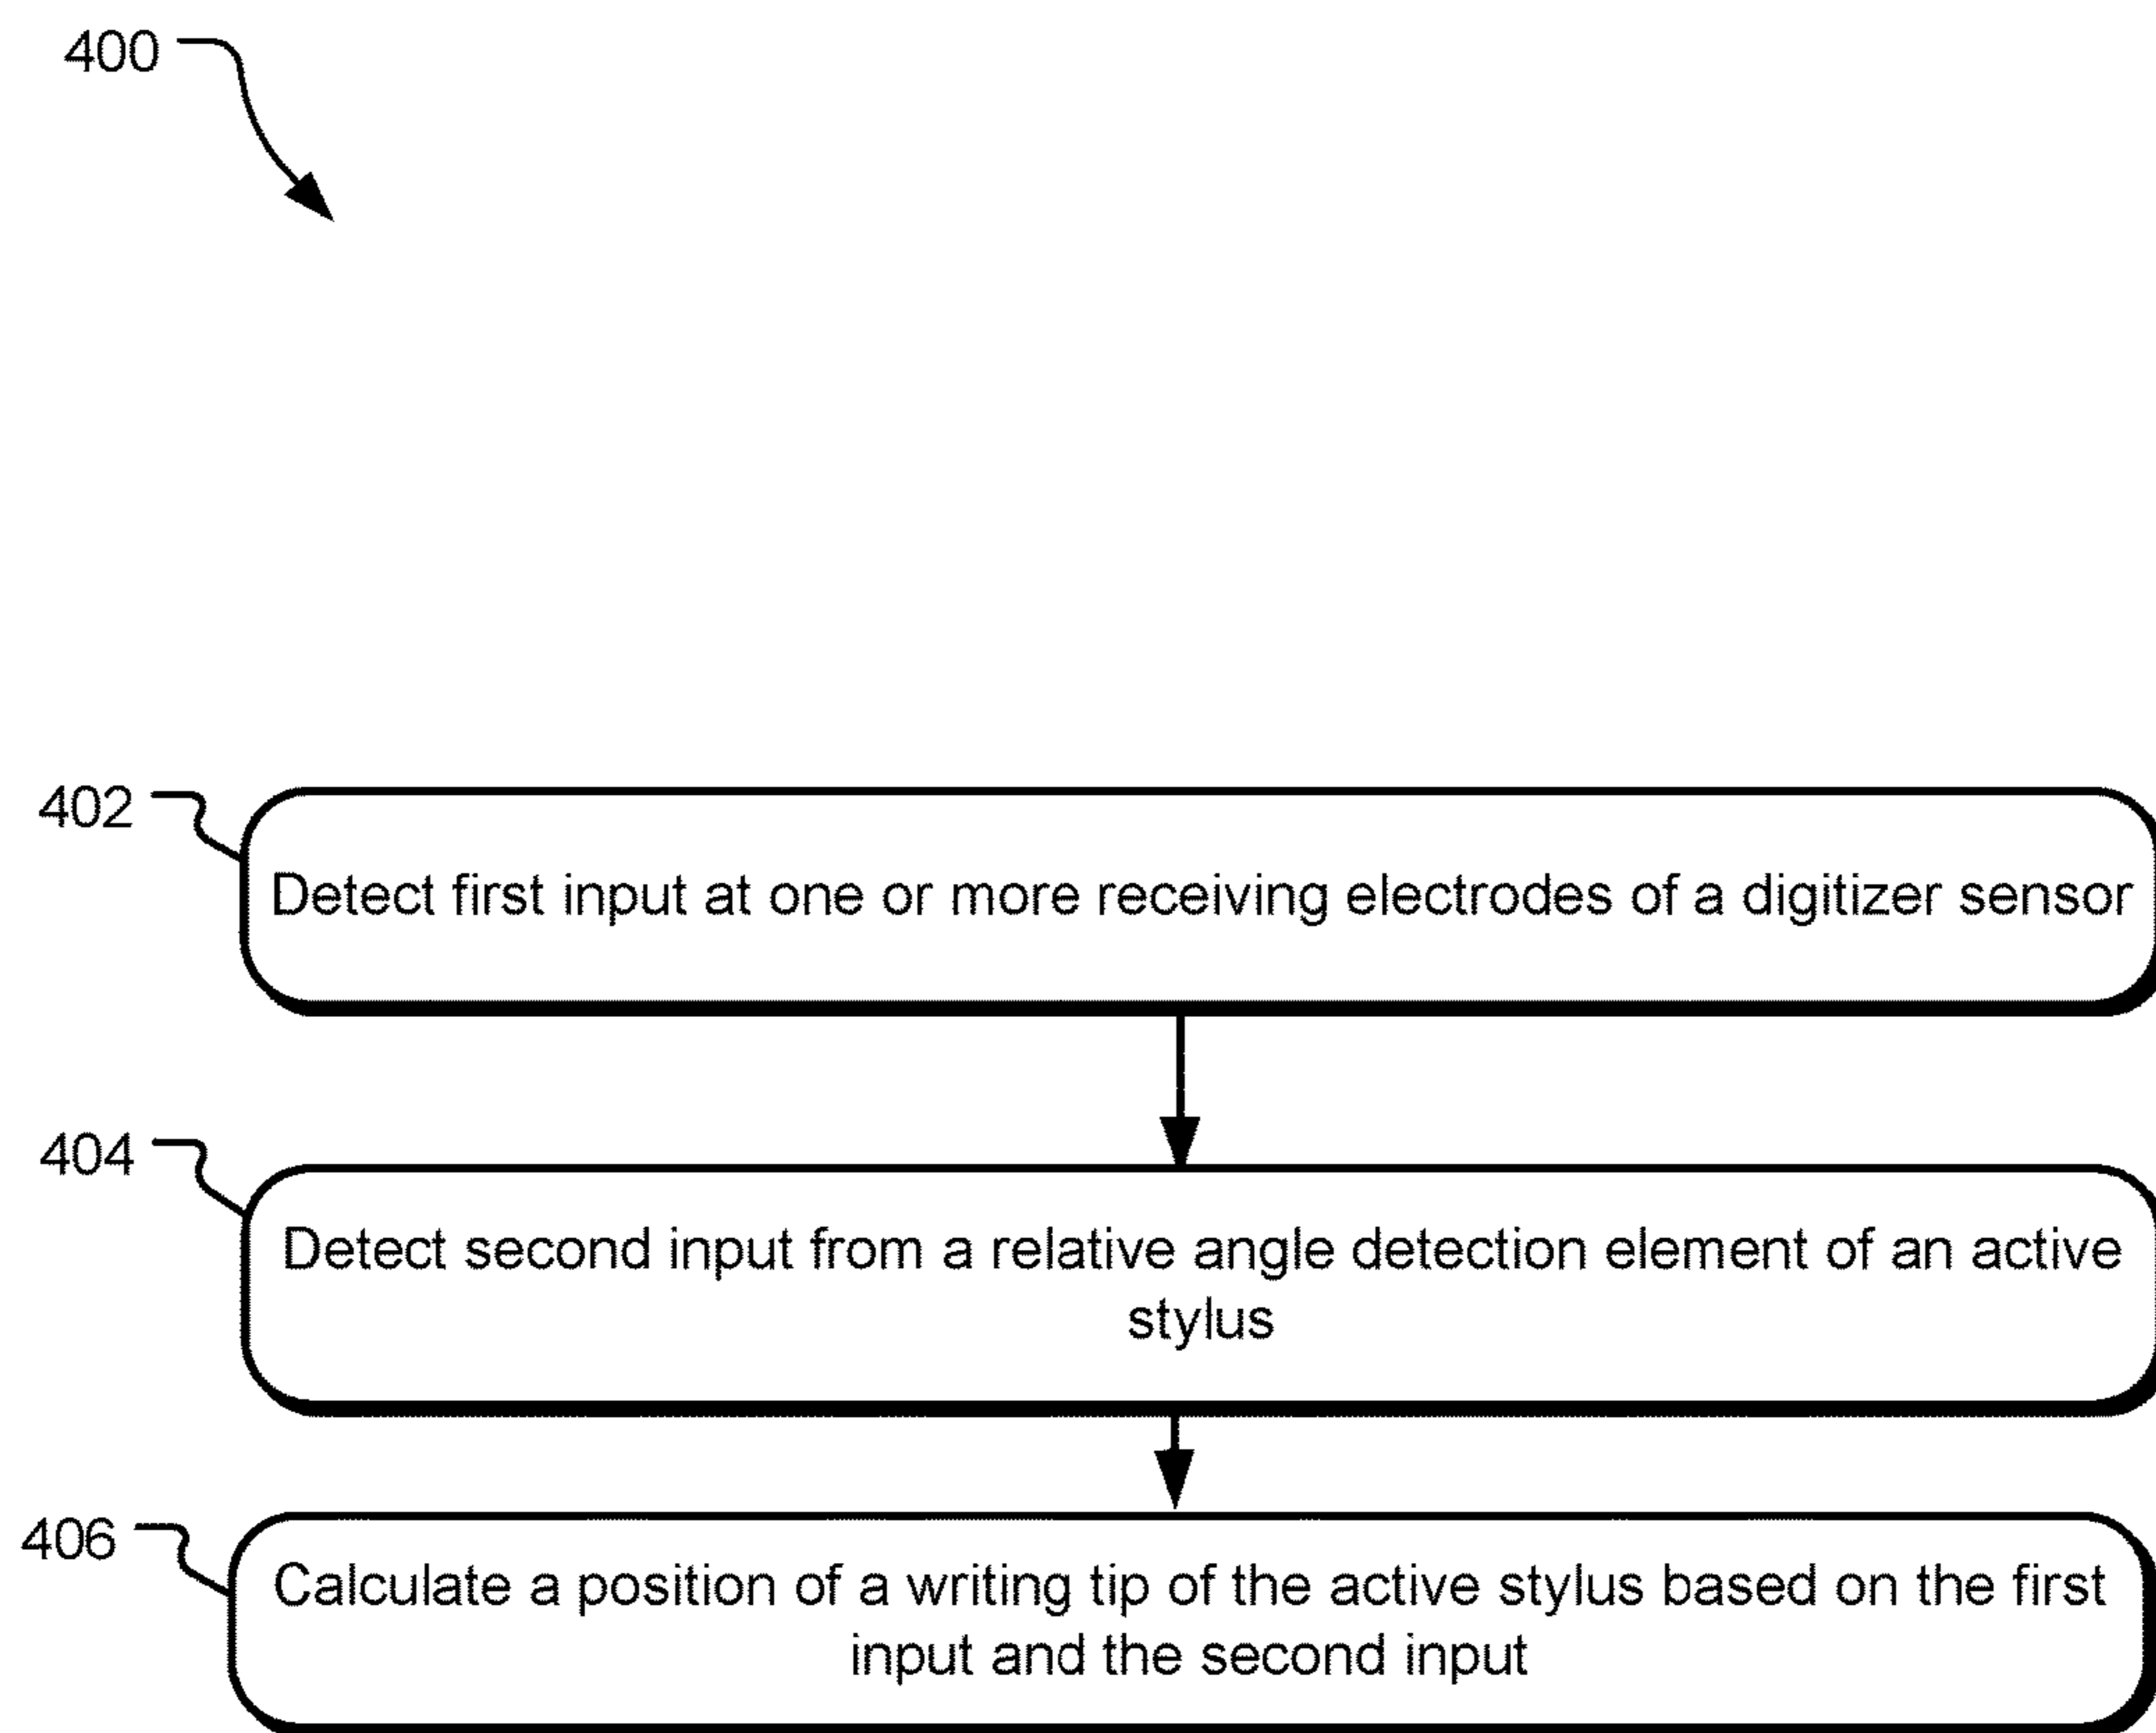 400
402
Detect first input at one or more receiving electrodes of a digitizer sensor
404
Detect second input from a relative angle detection element of an active
stylus
406
Calculate a position of a writing tip of the active stylus based on the first
input and the second input